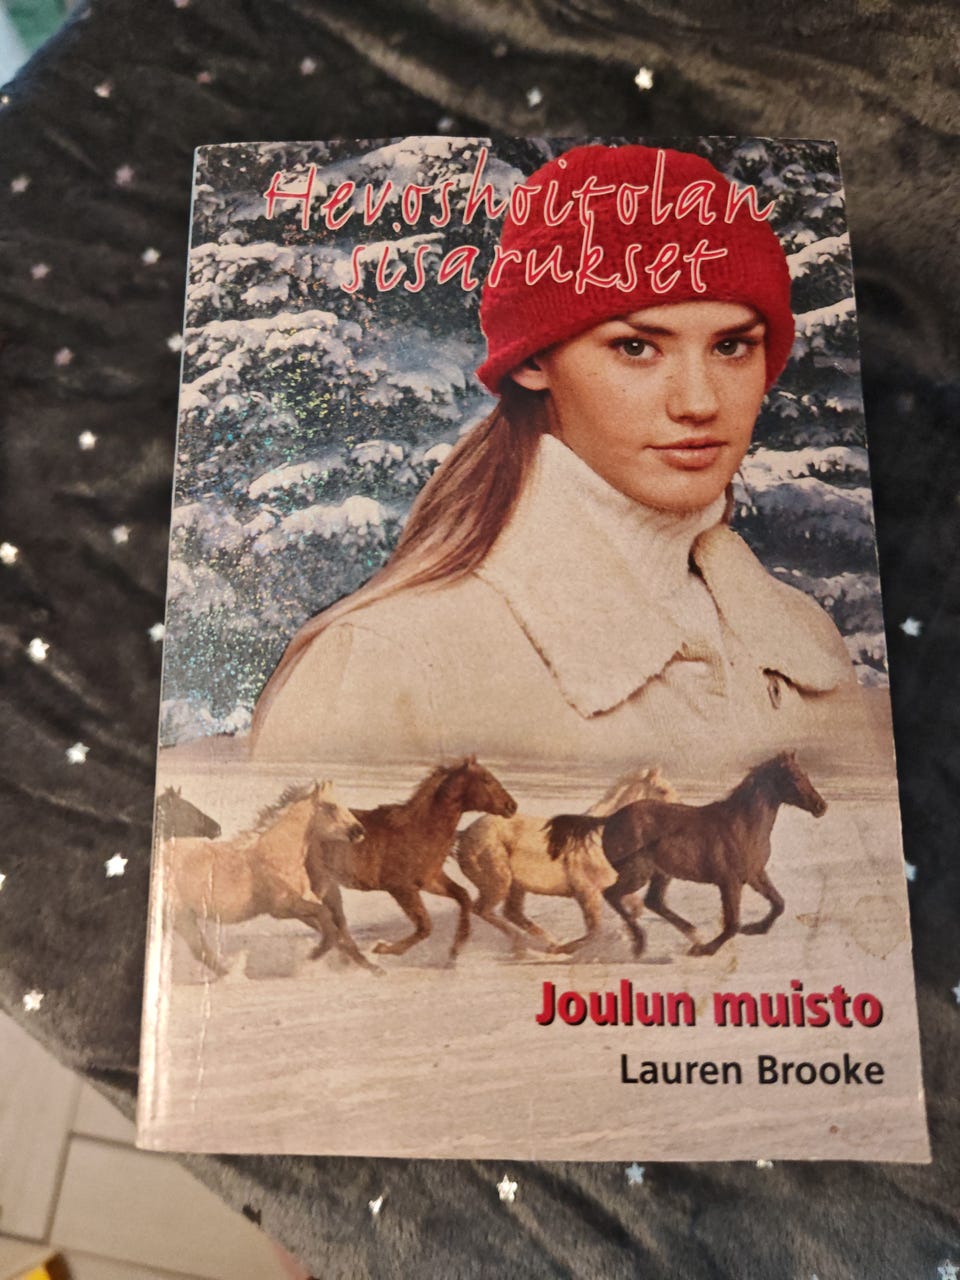 Hevoshoitolan
sisarukset
Joulun muisto
Lauren Brooke